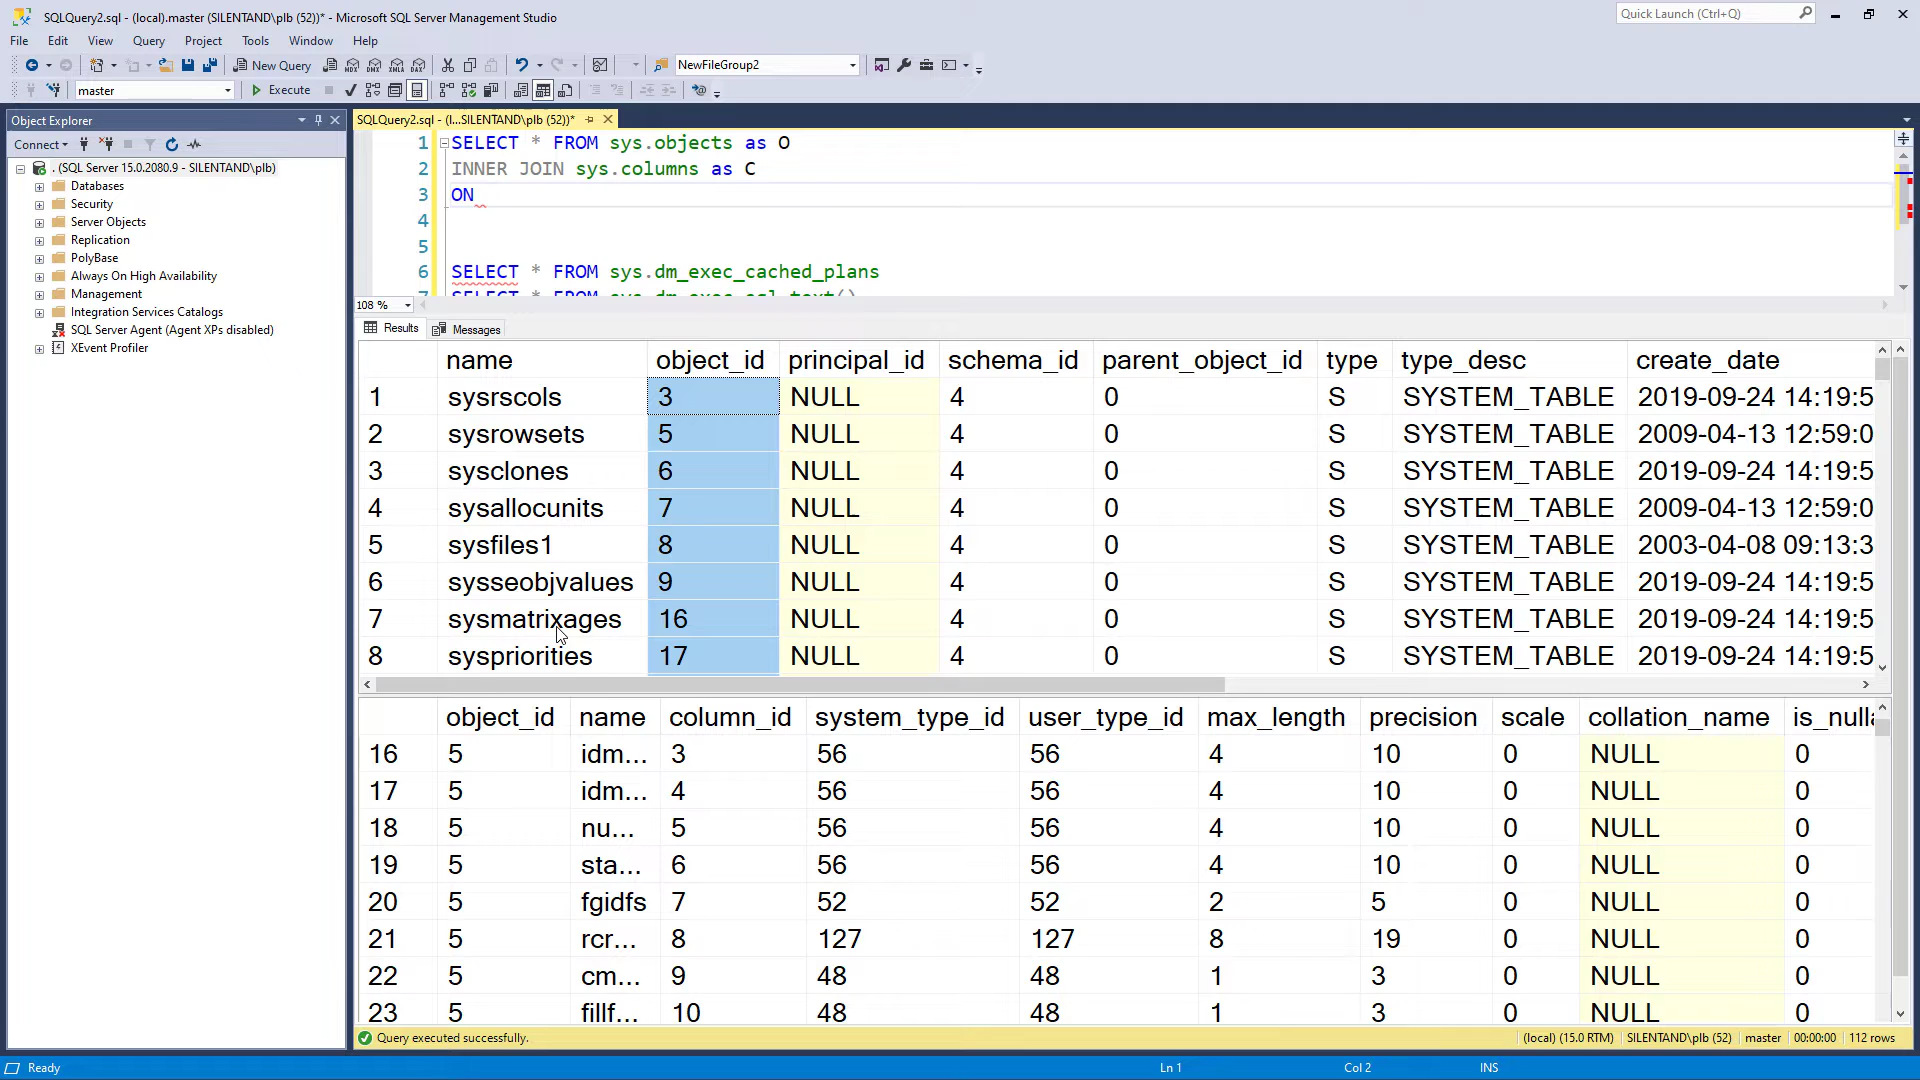 SQLQuery2.sql - (local).master (SILENTAND\plb (52))* - Microsoft SQL Server Management Studio
Quick Launch (Ctrl+Q)
File Edit View Query Project Tools Window Help
New Query MDX DMX XMLA DAX NewFileGroup2
master Execute
Object Explorer
Connect
. (SQL Server 15.0.2080.9 - SILENTAND\plb)
Databases
Security
Server Objects
Replication
PolyBase
Always On High Availability
Management
Integration Services Catalogs
SQL Server Agent (Agent XPs disabled)
XEvent Profiler
SQLQuery2.sql - (l...SILENTAND\plb (52))*
1 SELECT * FROM sys.objects as O
2 INNER JOIN sys.columns as C
3 ON
4
5
6 SELECT * FROM sys.dm_exec_cached_plans
7 SELECT * FROM sys.dm_exec_sql_text()
108 %
Results Messages
name object_id principal_id schema_id parent_object_id type type_desc create_date
1 sysrscols 3 NULL 4 0 S SYSTEM_TABLE 2019-09-24 14:19:5
2 sysrowsets 5 NULL 4 0 S SYSTEM_TABLE 2009-04-13 12:59:0
3 sysclones 6 NULL 4 0 S SYSTEM_TABLE 2019-09-24 14:19:5
4 sysallocunits 7 NULL 4 0 S SYSTEM_TABLE 2009-04-13 12:59:0
5 sysfiles1 8 NULL 4 0 S SYSTEM_TABLE 2003-04-08 09:13:3
6 sysseobjvalues 9 NULL 4 0 S SYSTEM_TABLE 2019-09-24 14:19:5
7 sysmatrixages 16 NULL 4 0 S SYSTEM_TABLE 2019-09-24 14:19:5
8 syspriorities 17 NULL 4 0 S SYSTEM_TABLE 2019-09-24 14:19:5
object_id name column_id system_type_id user_type_id max_length precision scale collation_name is_nulla
16 5 idm... 3 56 56 4 10 0 NULL 0
17 5 idm... 4 56 56 4 10 0 NULL 0
18 5 nu... 5 56 56 4 10 0 NULL 0
19 5 sta... 6 56 56 4 10 0 NULL 0
20 5 fgidfs 7 52 52 2 5 0 NULL 0
21 5 rcr... 8 127 127 8 19 0 NULL 0
22 5 cm... 9 48 48 1 3 0 NULL 0
23 5 fillf... 10 48 48 1 3 0 NULL 0
Query executed successfully. (local) (15.0 RTM) SILENTAND\plb (52) master 00:00:00 112 rows
Ready Ln 1 Col 2 INS